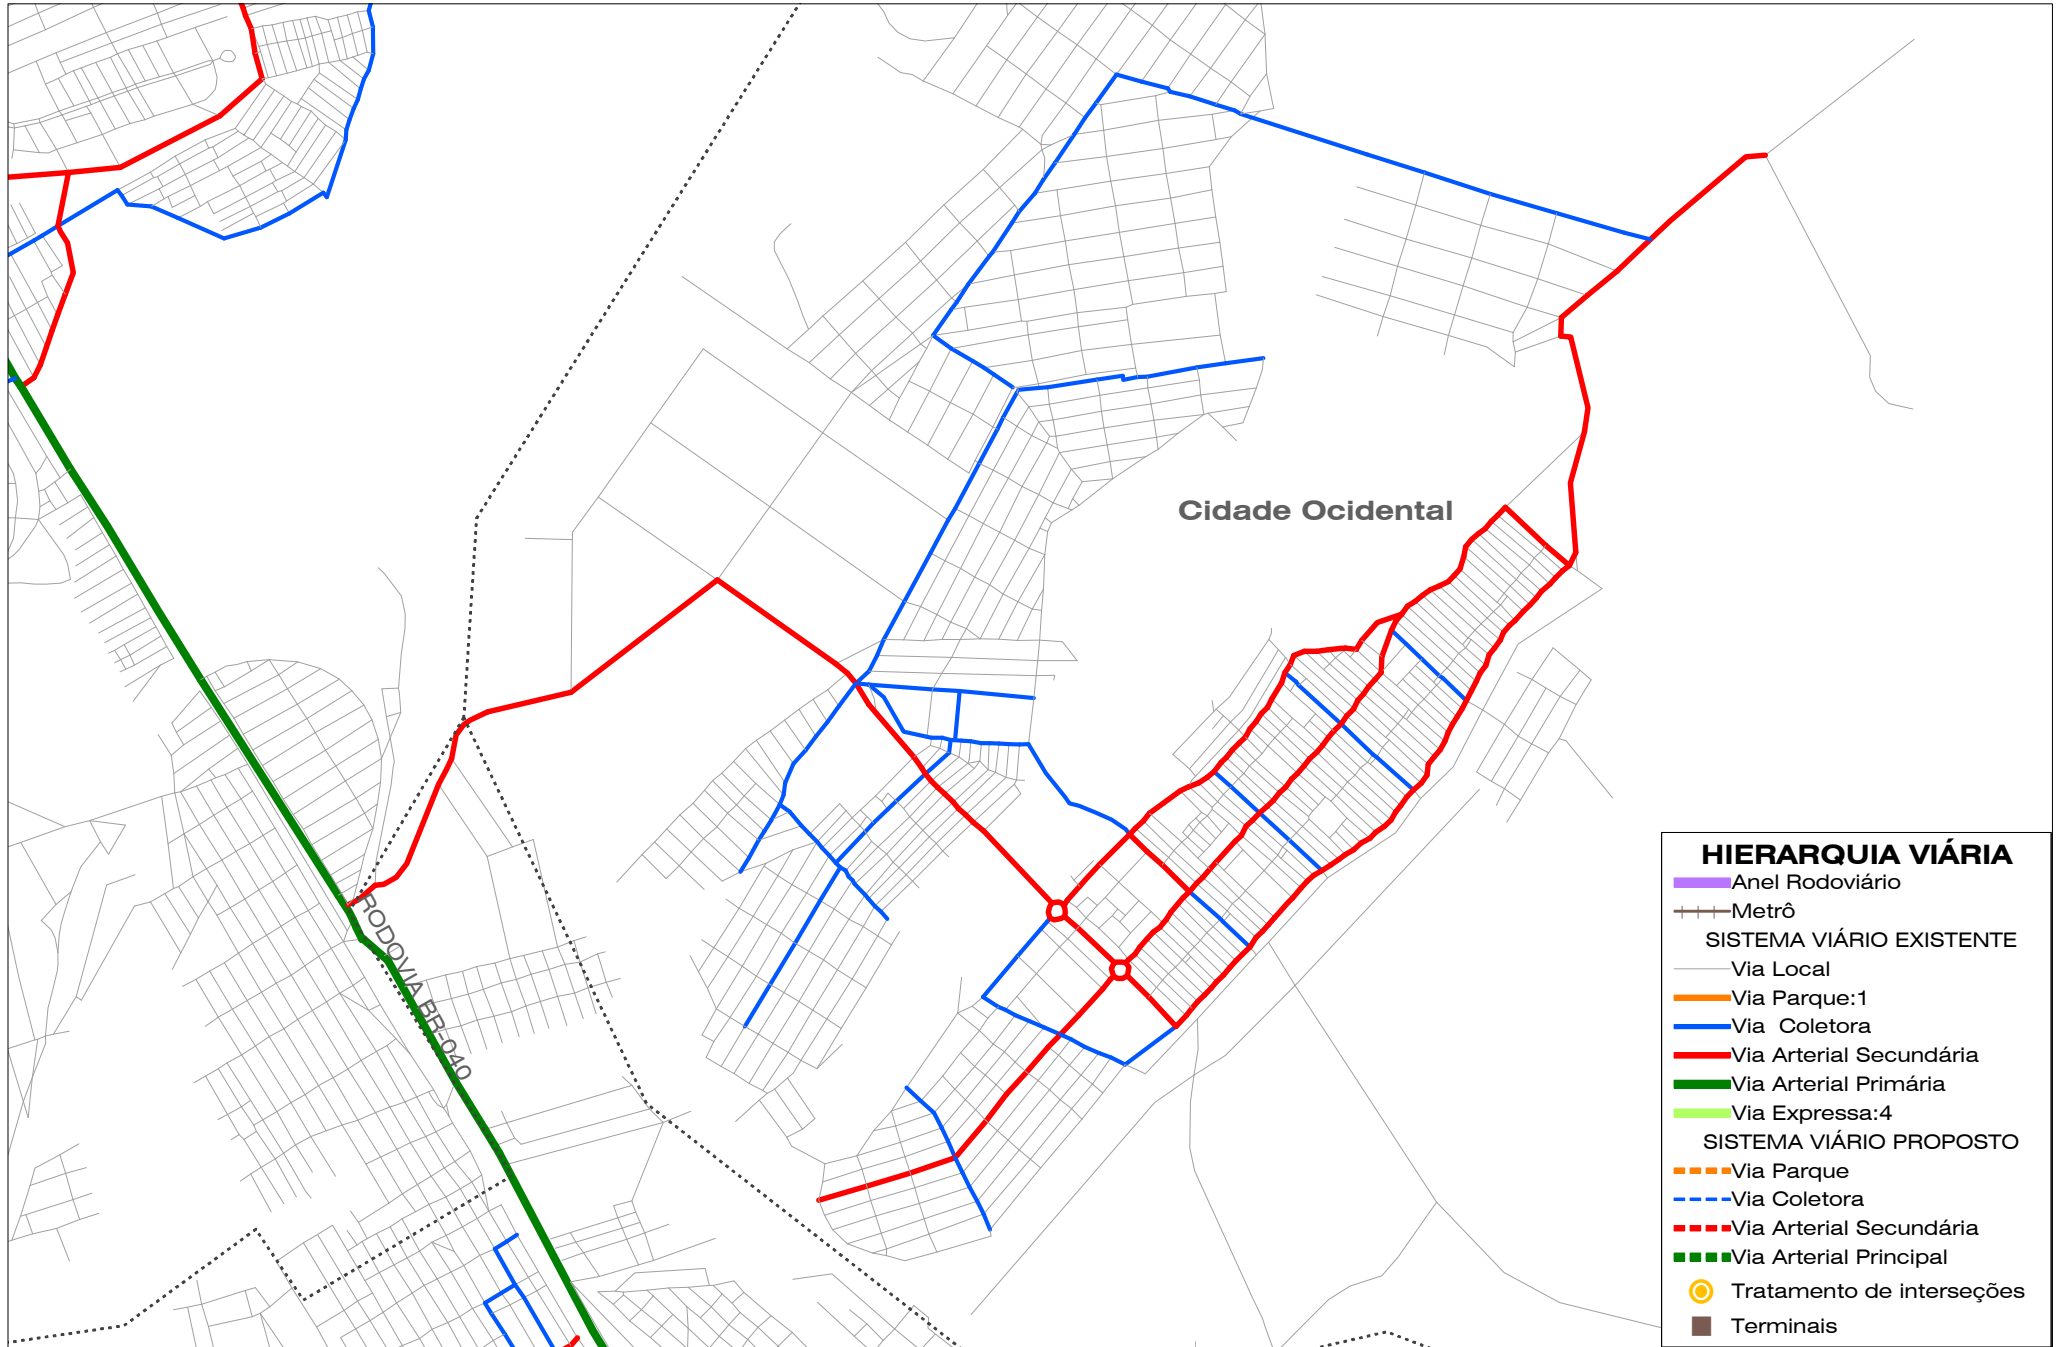 Cidade Ocidental
RODOVIA BR-040
HIERARQUIA VIÁRIA
Anel Rodoviário
Metrô
SISTEMA VIÁRIO EXISTENTE
Via Local
Via Parque:1
Via Coletora
Via Arterial Secundária
Via Arterial Primária
Via Expressa:4
SISTEMA VIÁRIO PROPOSTO
Via Parque
Via Coletora
Via Arterial Secundária
Via Arterial Principal
Tratamento de interseções
Terminais